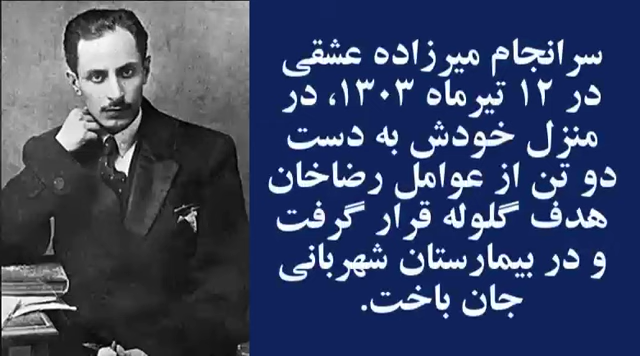 سرانجام میرزاده عشقی
در ۱۲ تیرماه ۱۳۰۳، در
منزل خودش به دست
دو تن از عوامل رضاخان
هدف گلوله قرار گرفت
و در بیمارستان شهربانی
جان باخت.